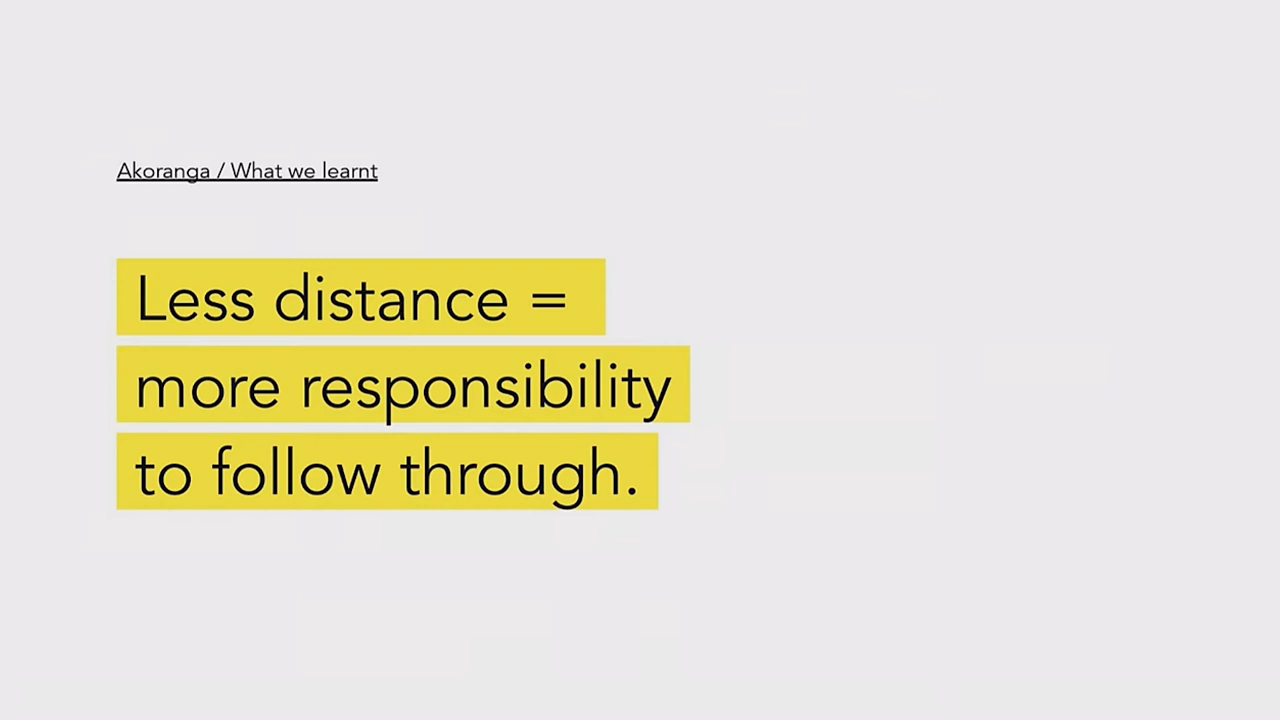 Akoranga / What we learnt
Less distance =
more responsibility
to follow through.